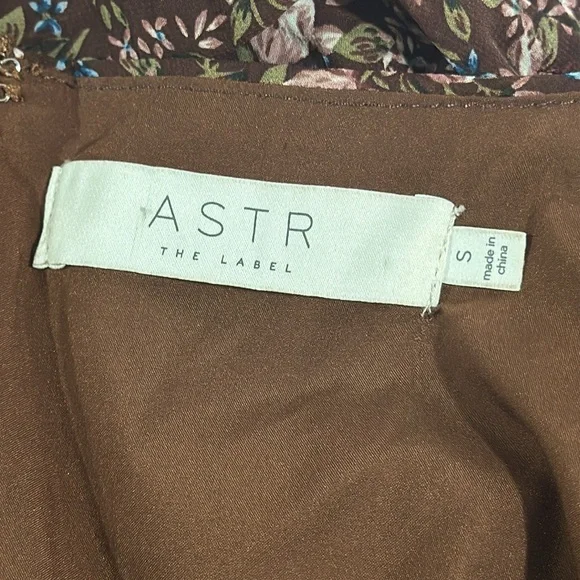 ASTR
THE LABEL
S
made in
china